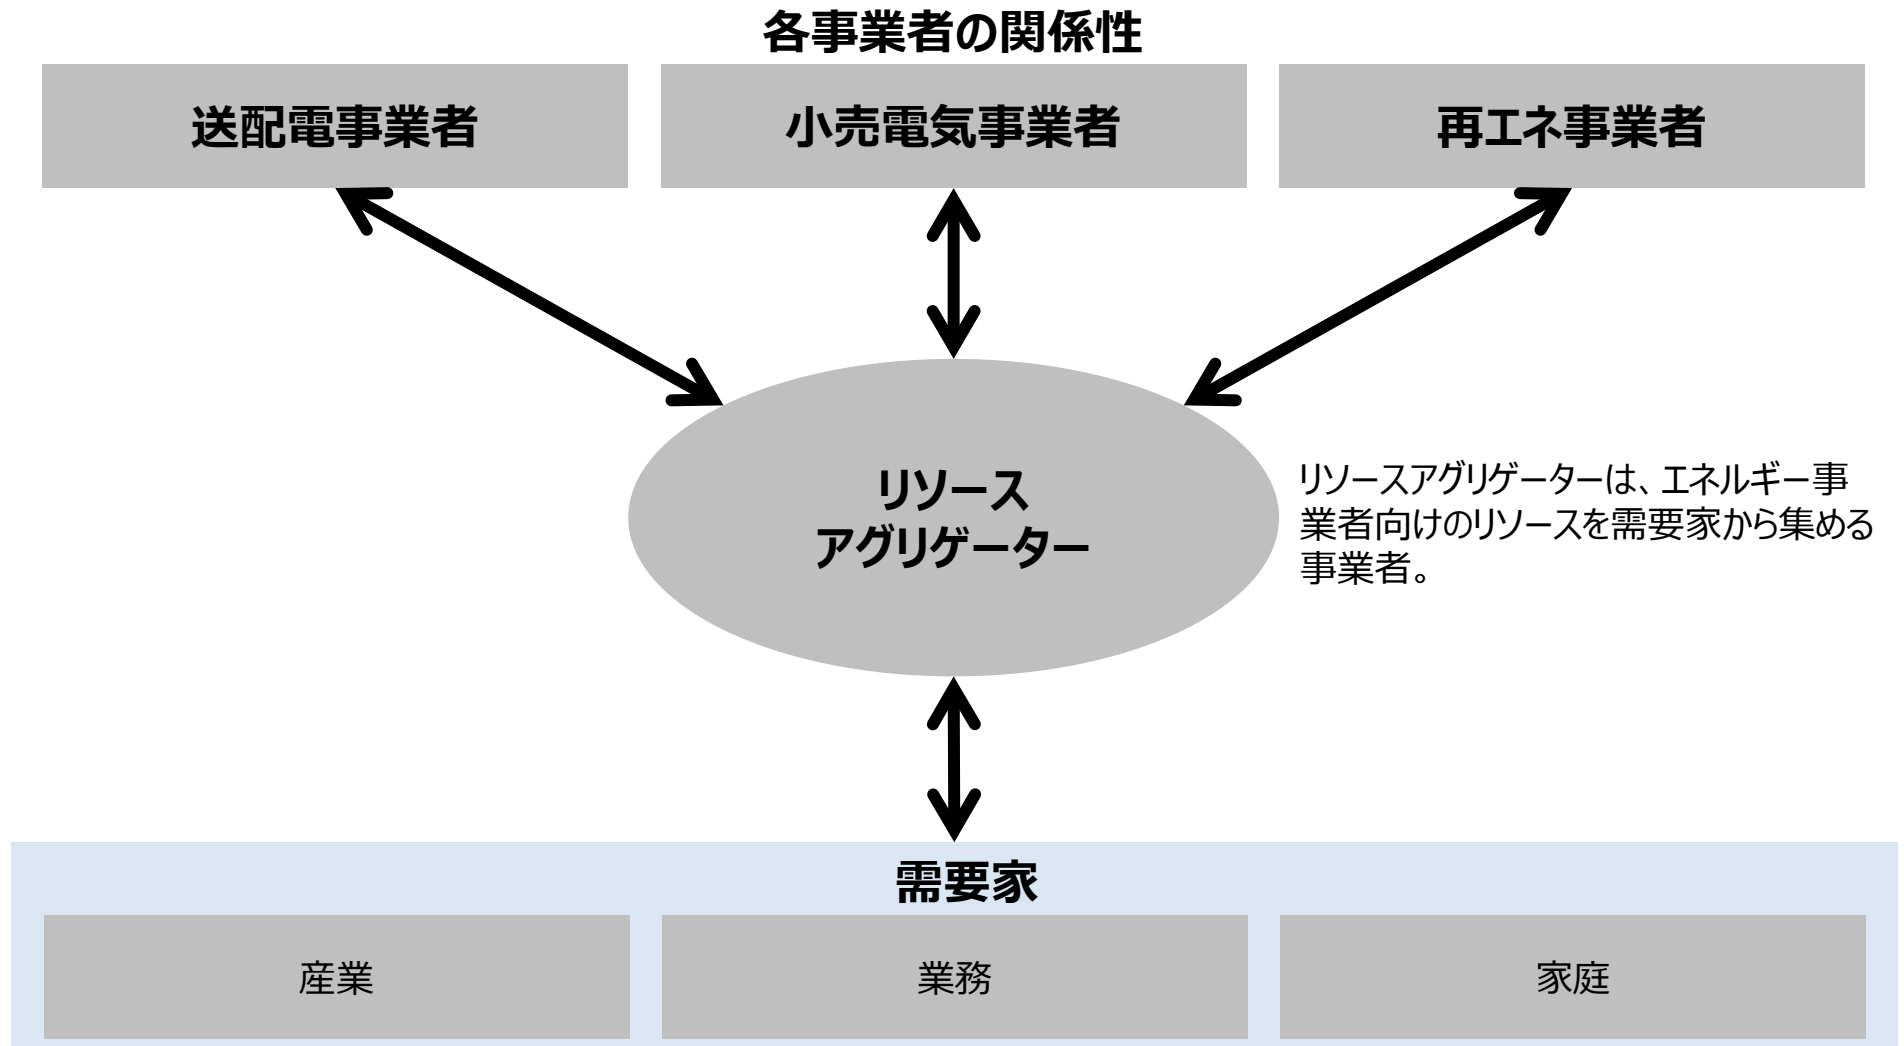 各事業者の関係性
送配電事業者
小売電気事業者
再エネ事業者
リソース
アグリゲーター
リソースアグリゲーターは、エネルギー事
業者向けのリソースを需要家から集める
事業者。
需要家
産業
業務
家庭